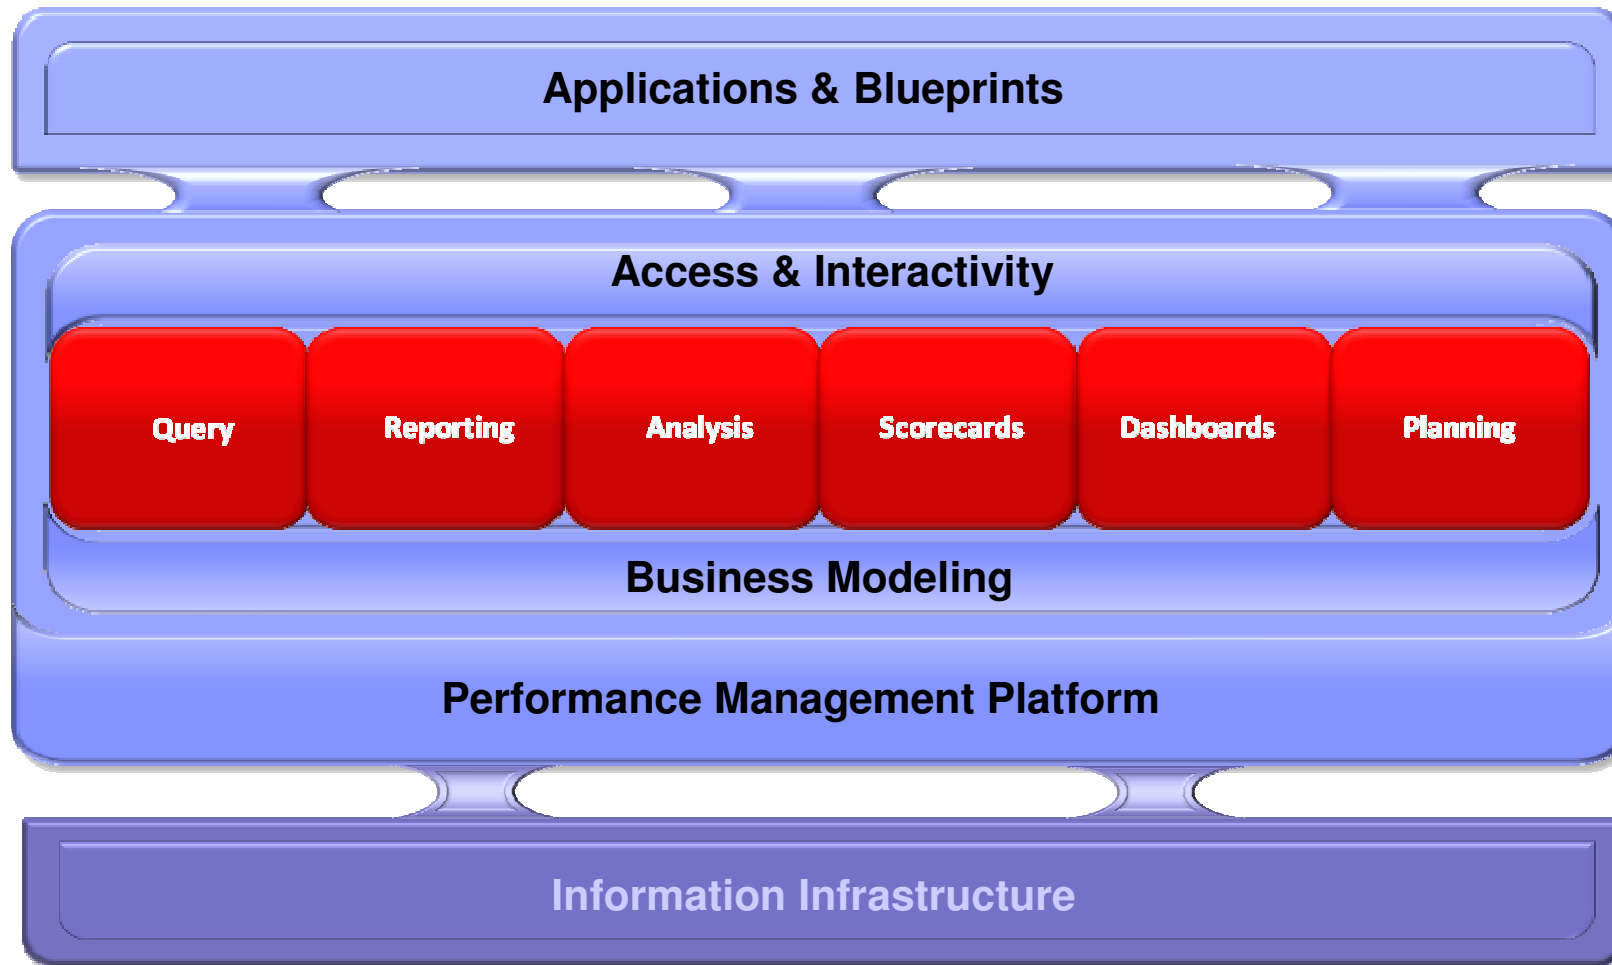 Applications & Blueprints
Access & Interactivity
Query
Reporting
Analysis
Scorecards
Dashboards
Planning
Business Modeling
Performance Management Platform
Information Infrastructure